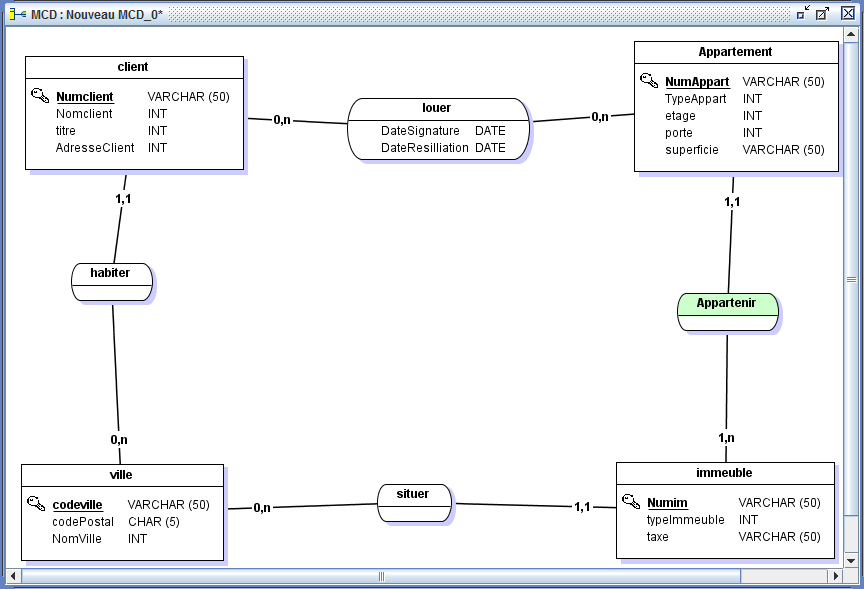 MCD : Nouveau MCD_0*
client
Numclient VARCHAR (50)
Nomclient INT
titre INT
AdresseClient INT
0,n
louer
DateSignature DATE
DateResilliation DATE
0,n
Appartement
NumAppart VARCHAR (50)
TypeAppart INT
etage INT
porte INT
superficie VARCHAR (50)
1,1
1,1
habiter
Appartenir
0,n
1,n
ville
codeville VARCHAR (50)
codePostal CHAR (5)
NomVille INT
0,n
situer
1,1
immeuble
Numim VARCHAR (50)
typeImmeuble INT
taxe VARCHAR (50)